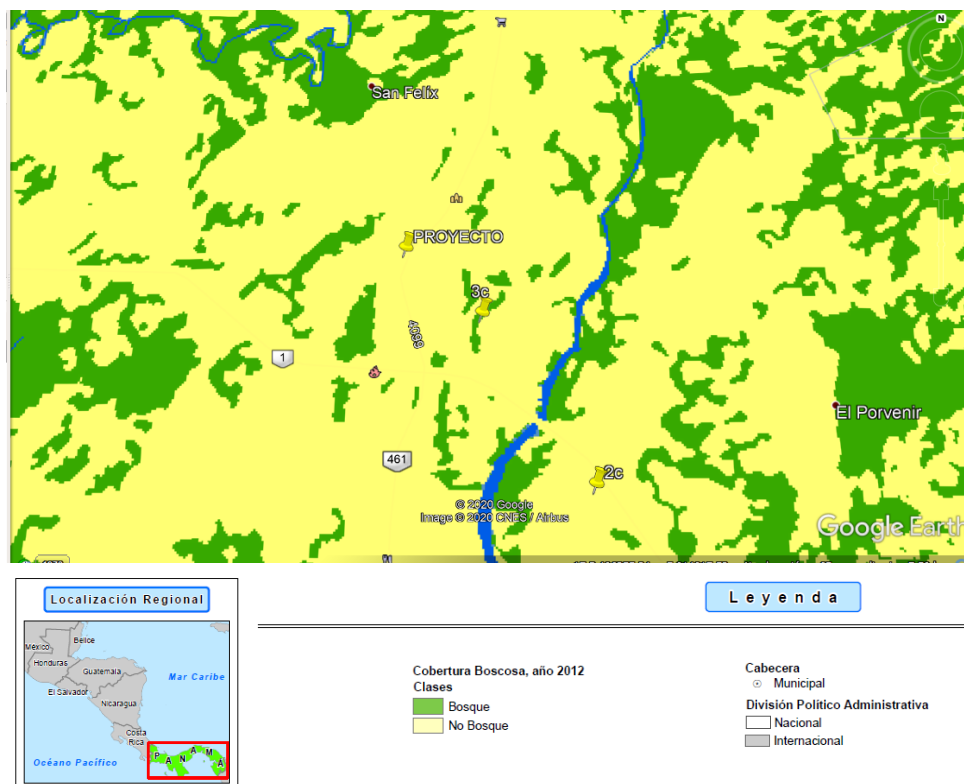 N
San Felíx
PROYECTO
3c
1
461
El Porvenir
2c
© 2020 Google
Image © 2020 CNES / Airbus
Google Earth
Localización Regional
México
Belice
Honduras
Guatemala
El Salvador
Nicaragua
Costa
Rica
Mar Caribe
Océano Pacífico
P A N A M A
Leyenda
Cobertura Boscosa, año 2012
Clases
Bosque
No Bosque
Cabecera
Municipal
División Político Administrativa
Nacional
Internacional